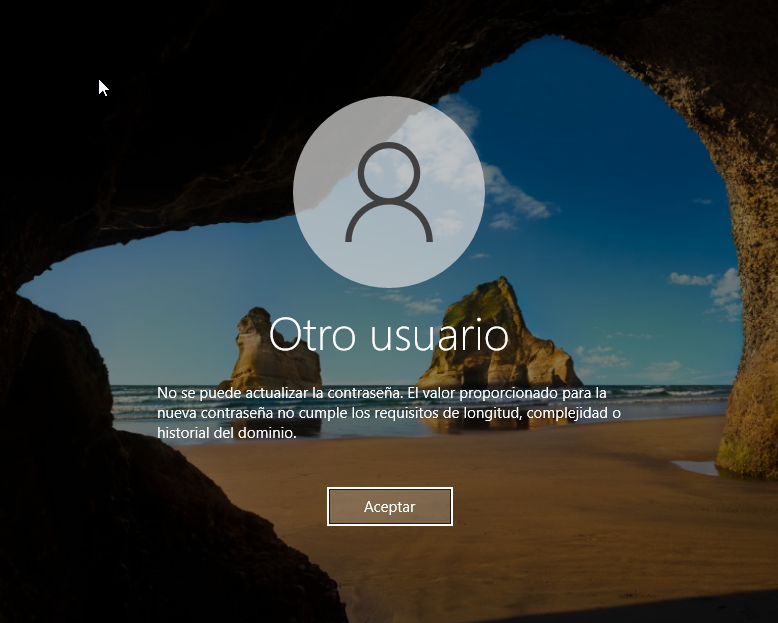 Otro usuario
No se puede actualizar la contraseña. El valor proporcionado para la
nueva contraseña no cumple los requisitos de longitud, complejidad o
historial del dominio.
Aceptar